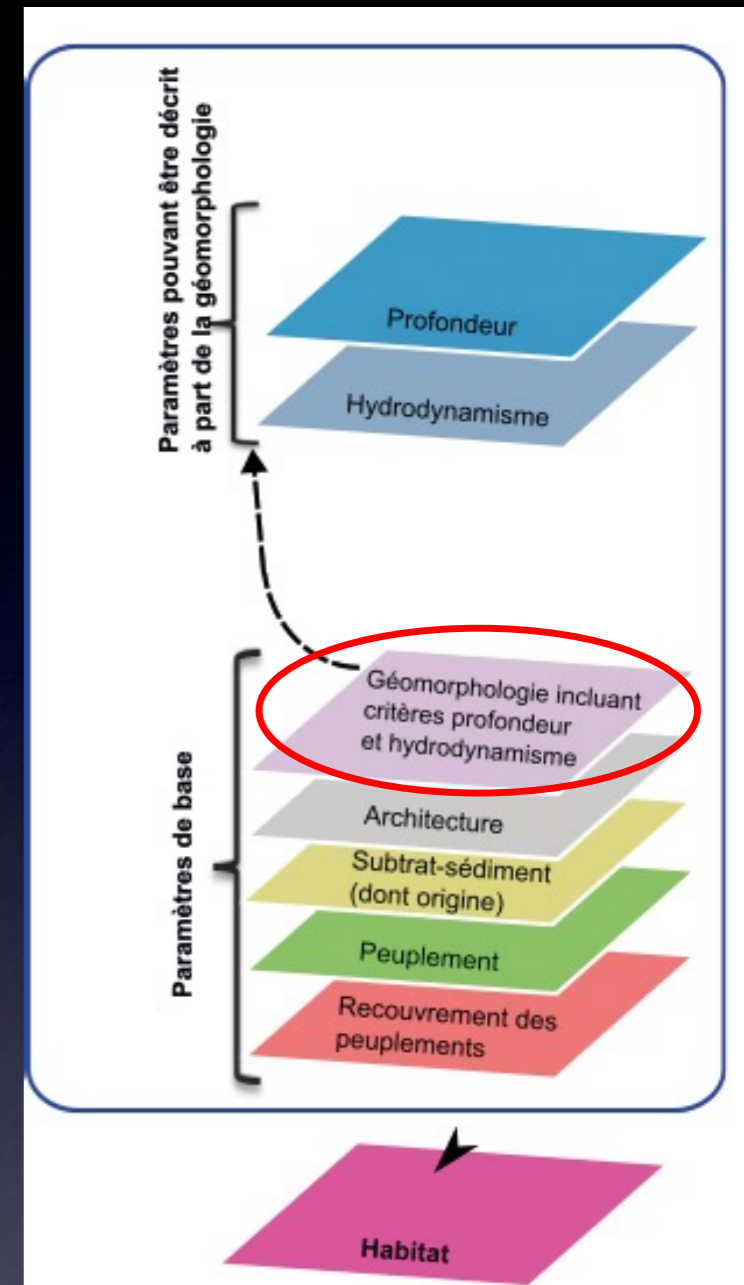 Paramètres pouvant être décrit
à part de la géomorphologie
Profondeur
Hydrodynamisme
Paramètres de base
Géomorphologie incluant
critères profondeur
et hydrodynamisme
Architecture
Subtrat-sédiment
(dont origine)
Peuplement
Recouvrement des
peuplements
Habitat